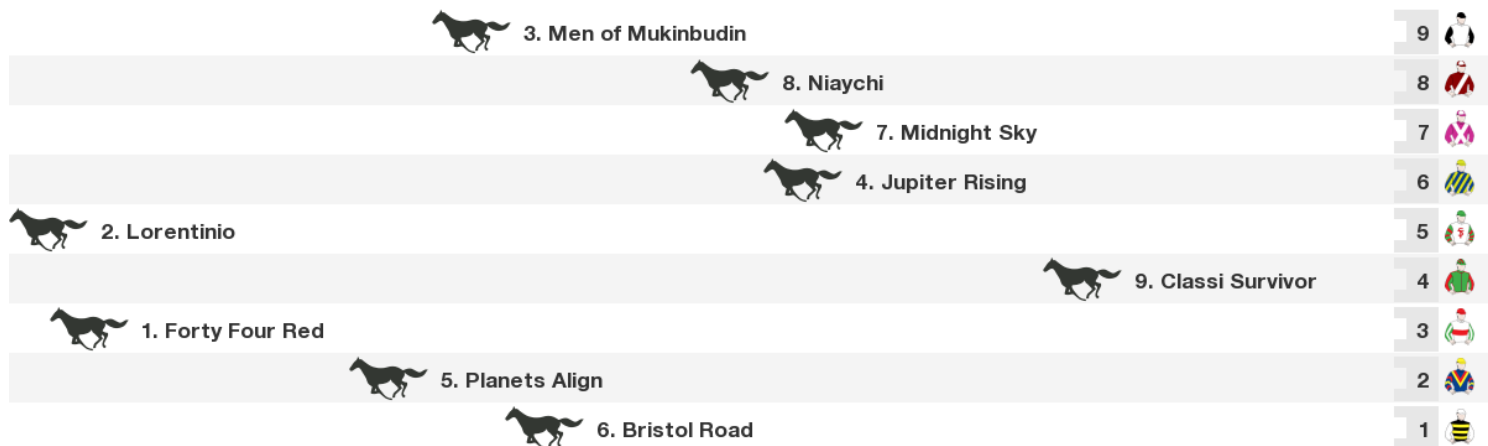 3. Men of Mukinbudin 9
8. Niaychi 8
7. Midnight Sky 7
4. Jupiter Rising 6
2. Lorentinio 5
9. Classi Survivor 4
1. Forty Four Red 3
5. Planets Align 2
6. Bristol Road 1